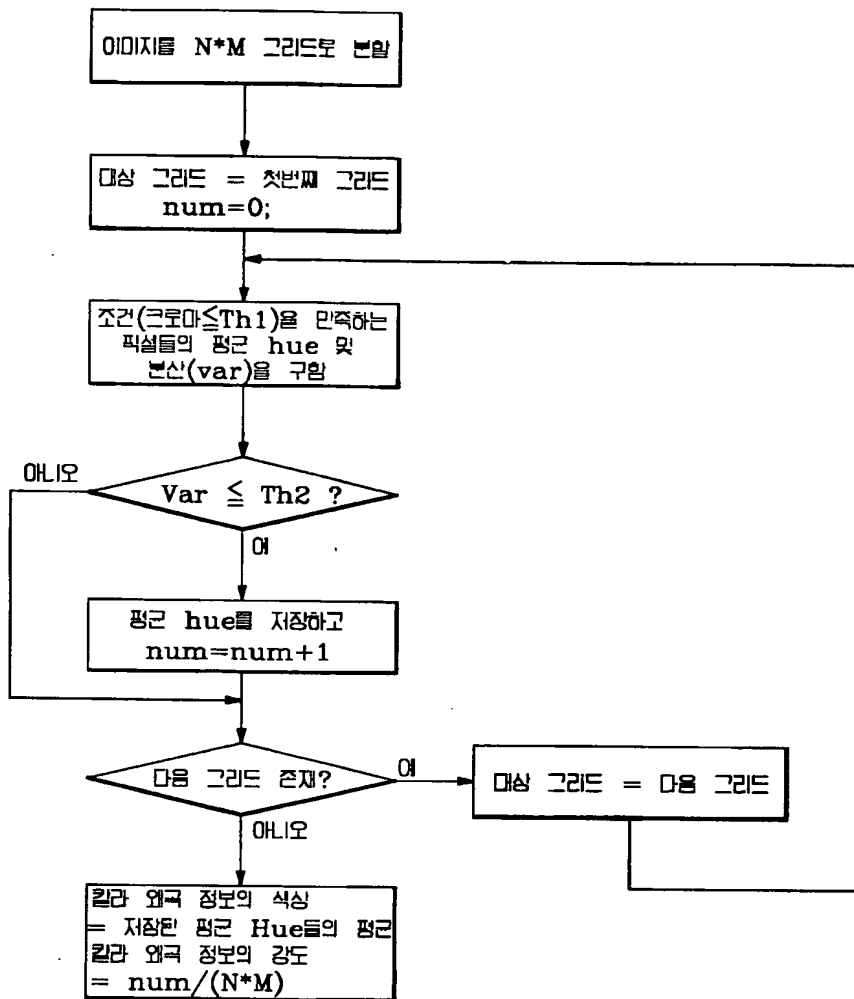 이미지를 N*M 그리드로 분할
대상 그리드 = 첫번째 그리드
num=0;
조건(크로마≦Th1)을 만족하는
픽셀들의 평균 hue 및
분산(var)을 구함
아니오
Var ≦ Th2 ?
예
평균 hue를 저장하고
num=num+1
다음 그리드 존재?
예
대상 그리드 = 다음 그리드
아니오
칼라 왜곡 정보의 색상
= 저장된 평균 Hue들의 평균
칼라 왜곡 정보의 강도
= num/(N*M)